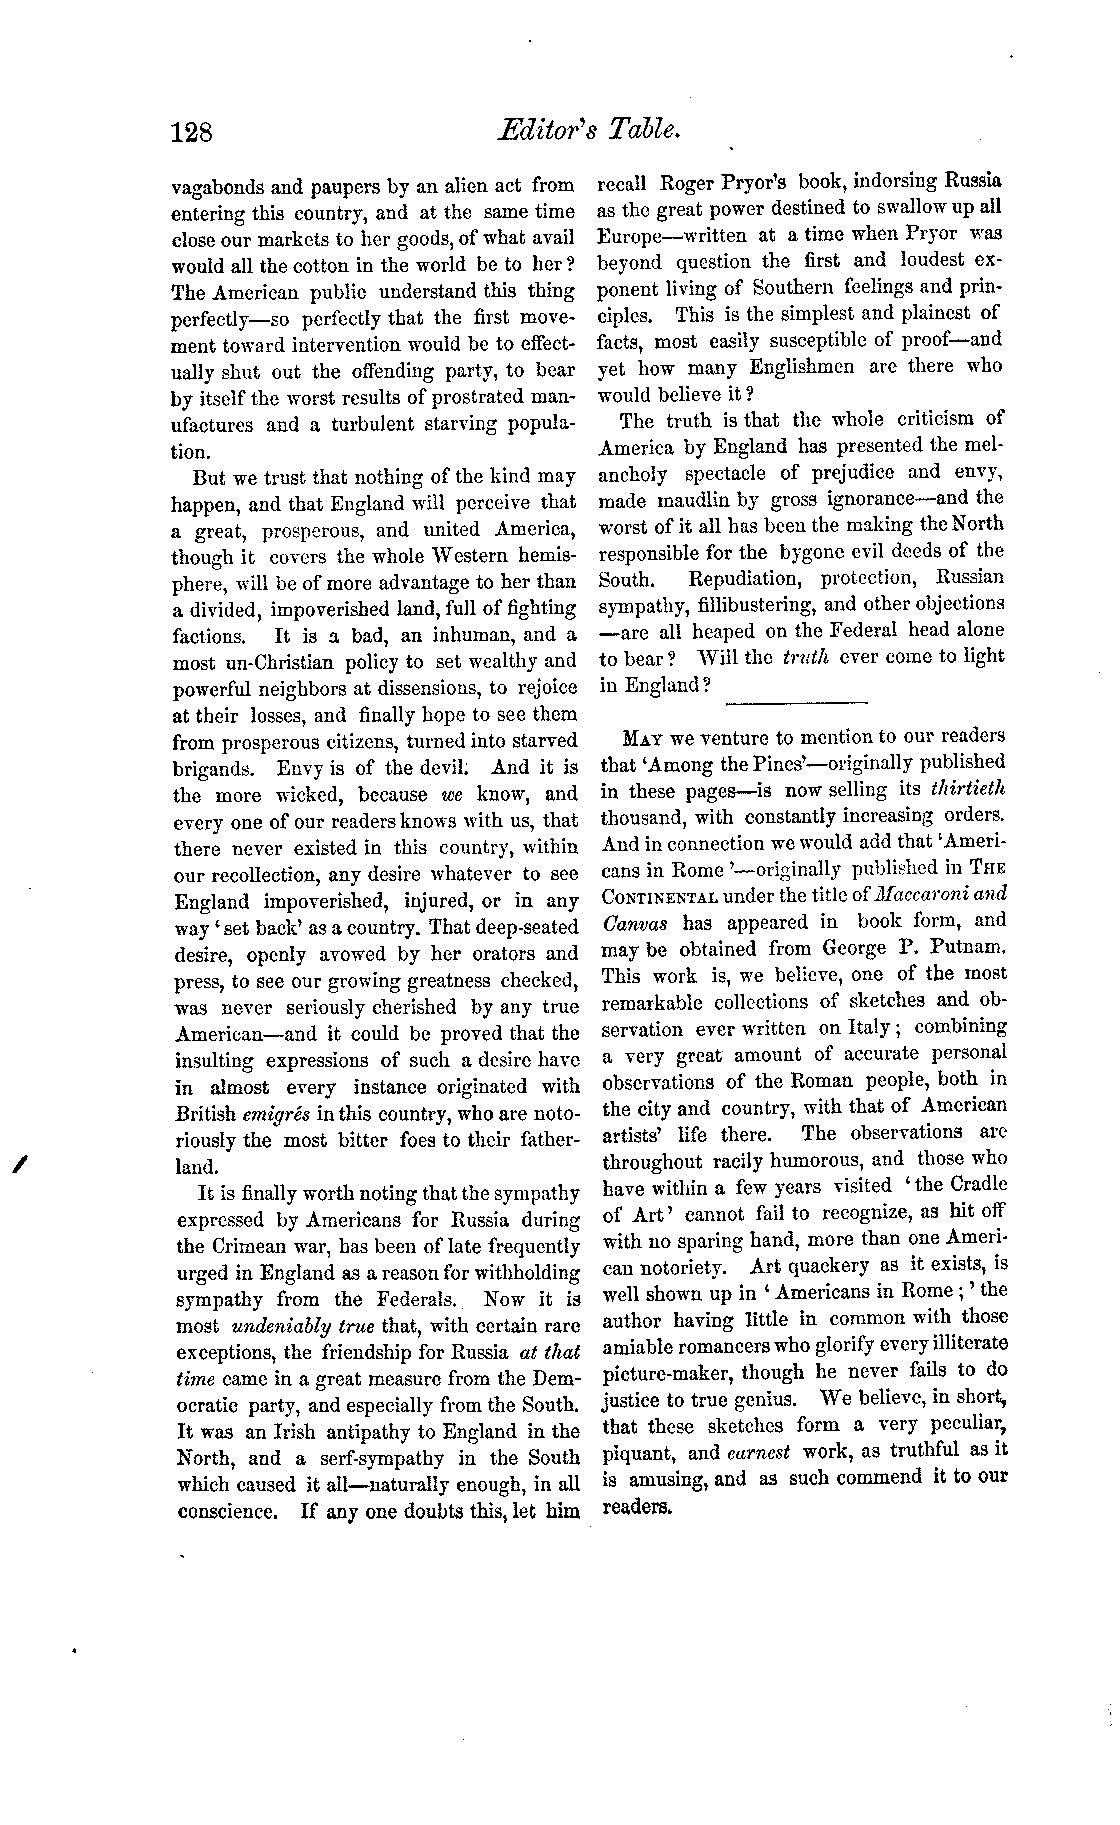 128
Editor's Table.
vagabonds and paupers by an alien act from
entering this country, and at the same time
close our markets to her goods, of what avail
would all the cotton in the world be to her?
The American public understand this thing
perfectly—so perfectly that the first move-
ment toward intervention would be to effect-
ually shut out the offending party, to bear
by itself the worst results of prostrated man-
ufactures and a turbulent starving popula-
tion.
But we trust that nothing of the kind may
happen, and that England will perceive that
a great, prosperous, and united America,
though it covers the whole Western hemis-
phere, will be of more advantage to her than
a divided, impoverished land, full of fighting
factions. It is a bad, an inhuman, and a
most un-Christian policy to set wealthy and
powerful neighbors at dissensions, to rejoice
at their losses, and finally hope to see them
from prosperous citizens, turned into starved
brigands. Envy is of the devil. And it is
the more wicked, because we know, and
every one of our readers knows with us, that
there never existed in this country, within
our recollection, any desire whatever to see
England impoverished, injured, or in any
way 'set back' as a country. That deep-seated
desire, openly avowed by her orators and
press, to see our growing greatness checked,
was never seriously cherished by any true
American—and it could be proved that the
insulting expressions of such a desire have
in almost every instance originated with
British emigrés in this country, who are noto-
riously the most bitter foes to their father-
land.
It is finally worth noting that the sympathy
expressed by Americans for Russia during
the Crimean war, has been of late frequently
urged in England as a reason for withholding
sympathy from the Federals. Now it is
most undeniably true that, with certain rare
exceptions, the friendship for Russia at that
time came in a great measure from the Dem-
ocratic party, and especially from the South.
It was an Irish antipathy to England in the
North, and a serf-sympathy in the South
which caused it all—naturally enough, in all
conscience. If any one doubts this, let him
recall Roger Pryor's book, indorsing Russia
as the great power destined to swallow up all
Europe—written at a time when Pryor was
beyond question the first and loudest ex-
ponent living of Southern feelings and prin-
ciples. This is the simplest and plainest of
facts, most easily susceptible of proof—and
yet how many Englishmen are there who
would believe it?
The truth is that the whole criticism of
America by England has presented the mel-
ancholy spectacle of prejudice and envy,
made maudlin by gross ignorance—and the
worst of it all has been the making the North
responsible for the bygone evil deeds of the
South. Repudiation, protection, Russian
sympathy, fillibustering, and other objections
—are all heaped on the Federal head alone
to bear? Will the truth ever come to light
in England?
MAY we venture to mention to our readers
that 'Among the Pines'—originally published
in these pages—is now selling its thirtieth
thousand, with constantly increasing orders.
And in connection we would add that 'Ameri-
cans in Rome'—originally published in THE
CONTINENTAL under the title of Maccaroni and
Canvas has appeared in book form, and
may be obtained from George P. Putnam.
This work is, we believe, one of the most
remarkable collections of sketches and ob-
servation ever written on Italy; combining
a very great amount of accurate personal
observations of the Roman people, both in
the city and country, with that of American
artists' life there. The observations are
throughout racily humorous, and those who
have within a few years visited 'the Cradle
of Art' cannot fail to recognize, as hit off
with no sparing hand, more than one Ameri-
can notoriety. Art quackery as it exists, is
well shown up in 'Americans in Rome;' the
author having little in common with those
amiable romancers who glorify every illiterate
picture-maker, though he never fails to do
justice to true genius. We believe, in short,
that these sketches form a very peculiar,
piquant, and earnest work, as truthful as it
is amusing, and as such commend it to our
readers.